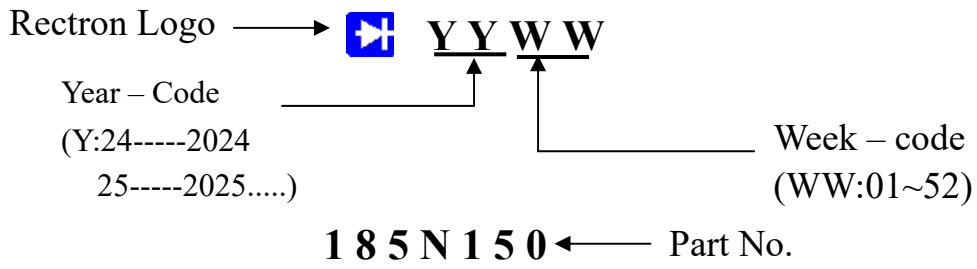 Rectron Logo Y Y W W
Year – Code
(Y:24-----2024
25-----2025.....)
Week – code
(WW:01~52)
1 8 5 N 1 5 0 Part No.